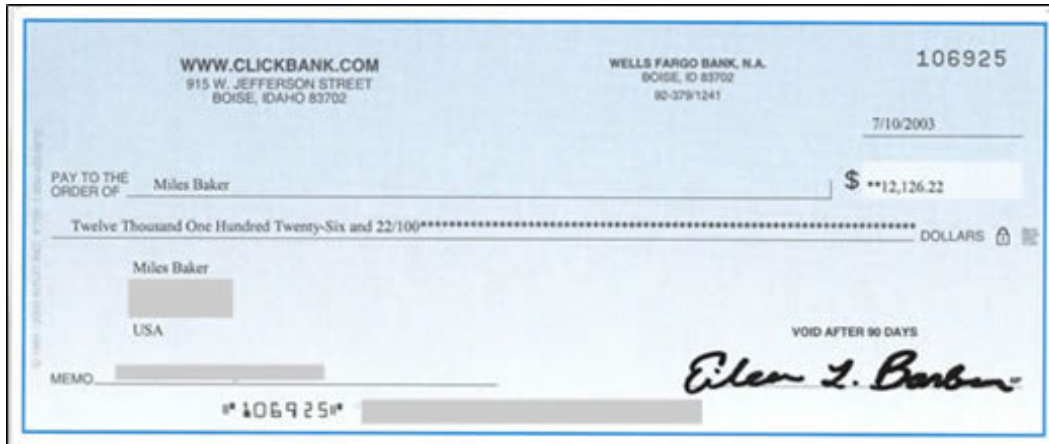 WWW.CLICKBANK.COM
915 W. JEFFERSON STREET
BOISE, IDAHO 83702
WELLS FARGO BANK, N.A.
BOISE, ID 83702
92-379/1241
106925
7/10/2003
PAY TO THE
ORDER OF Miles Baker
$ **12,126.22
Twelve Thousand One Hundred Twenty-Six and 22/100************************************************************************ DOLLARS
Miles Baker
USA
VOID AFTER 90 DAYS
MEMO
Eileen L. Barber
⑈106925⑈